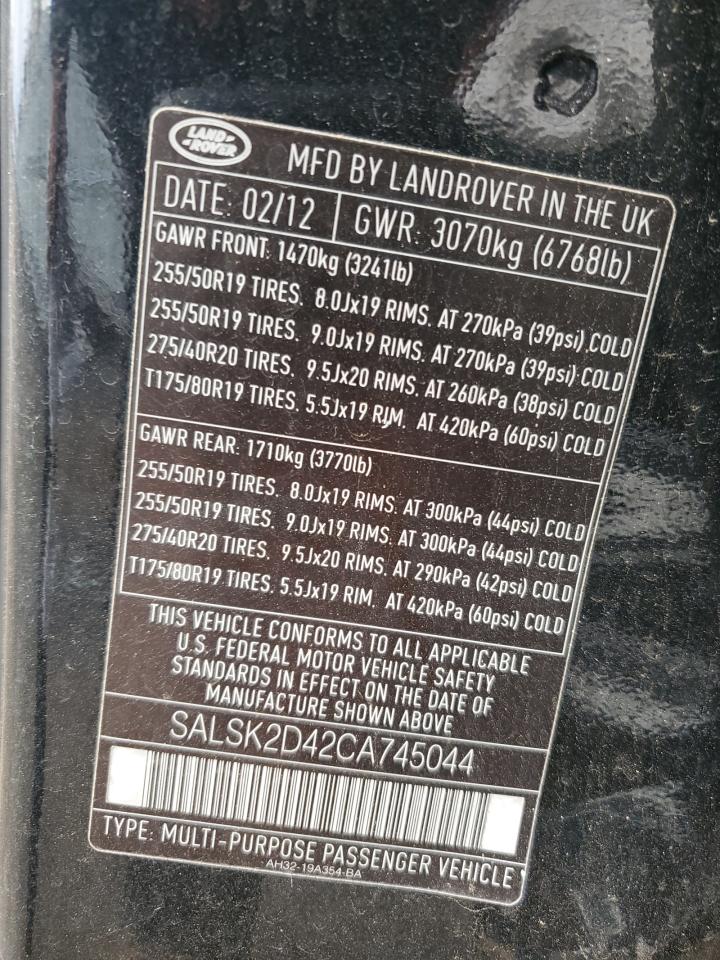 LAND-
-ROVER
MFD BY LANDROVER IN THE UK
DATE: 02/12 GWR: 3070kg (6768lb)
GAWR FRONT: 1470kg (3241lb)
255/50R19 TIRES. 8.0Jx19 RIMS. AT 270kPa (39psi) COLD
255/50R19 TIRES. 9.0Jx19 RIMS. AT 270kPa (39psi) COLD
275/40R20 TIRES. 9.5Jx20 RIMS. AT 260kPa (38psi) COLD
T175/80R19 TIRES. 5.5Jx19 RIM. AT 420kPa (60psi) COLD
GAWR REAR: 1710kg (3770lb)
255/50R19 TIRES. 8.0Jx19 RIMS. AT 300kPa (44psi) COLD
255/50R19 TIRES. 9.0Jx19 RIMS. AT 300kPa (44psi) COLD
275/40R20 TIRES. 9.5Jx20 RIMS. AT 290kPa (42psi) COLD
T175/80R19 TIRES. 5.5Jx19 RIM. AT 420kPa (60psi) COLD
THIS VEHICLE CONFORMS TO ALL APPLICABLE
U.S. FEDERAL MOTOR VEHICLE SAFETY
STANDARDS IN EFFECT ON THE DATE OF
MANUFACTURE SHOWN ABOVE
SALSK2D42CA745044
TYPE: MULTI-PURPOSE PASSENGER VEHICLE
AH32-19A354-BA